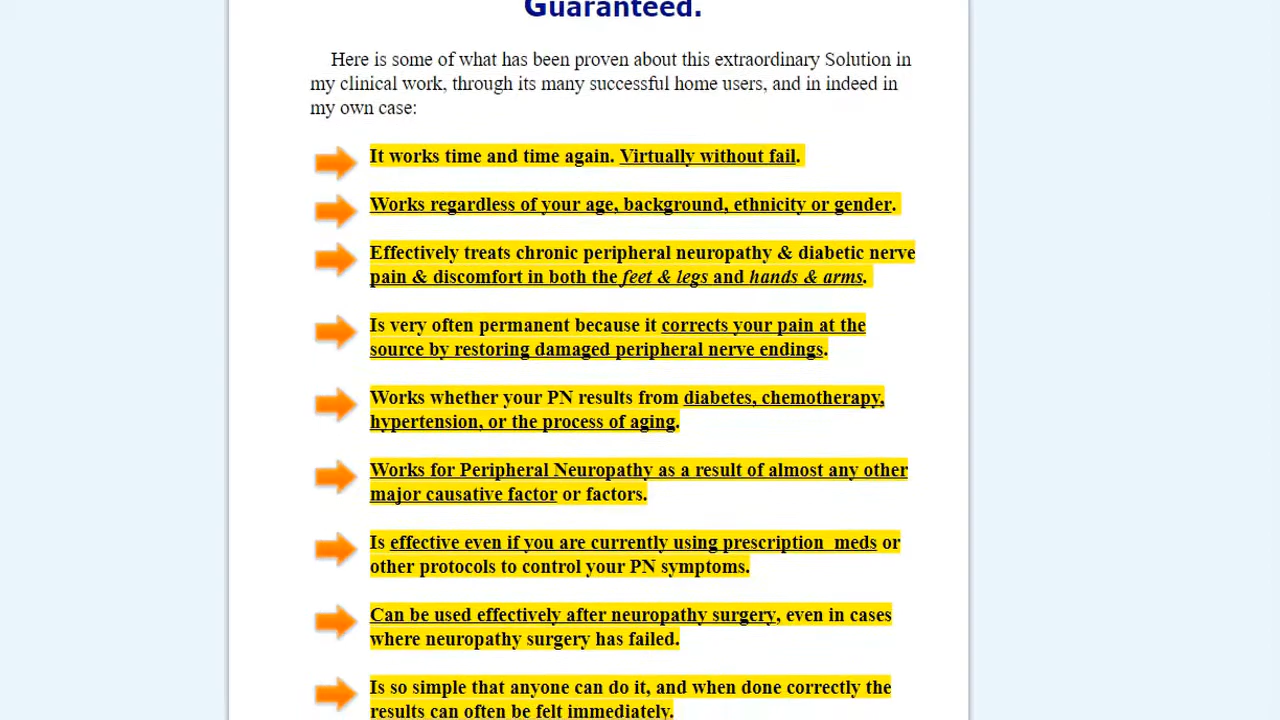 Guaranteed.
Here is some of what has been proven about this extraordinary Solution in
my clinical work, through its many successful home users, and in indeed in
my own case:
It works time and time again. Virtually without fail.
Works regardless of your age, background, ethnicity or gender.
Effectively treats chronic peripheral neuropathy & diabetic nerve
pain & discomfort in both the feet & legs and hands & arms.
Is very often permanent because it corrects your pain at the
source by restoring damaged peripheral nerve endings.
Works whether your PN results from diabetes, chemotherapy,
hypertension, or the process of aging.
Works for Peripheral Neuropathy as a result of almost any other
major causative factor or factors.
Is effective even if you are currently using prescription  meds or
other protocols to control your PN symptoms.
Can be used effectively after neuropathy surgery, even in cases
where neuropathy surgery has failed.
Is so simple that anyone can do it, and when done correctly the
results can often be felt immediately.